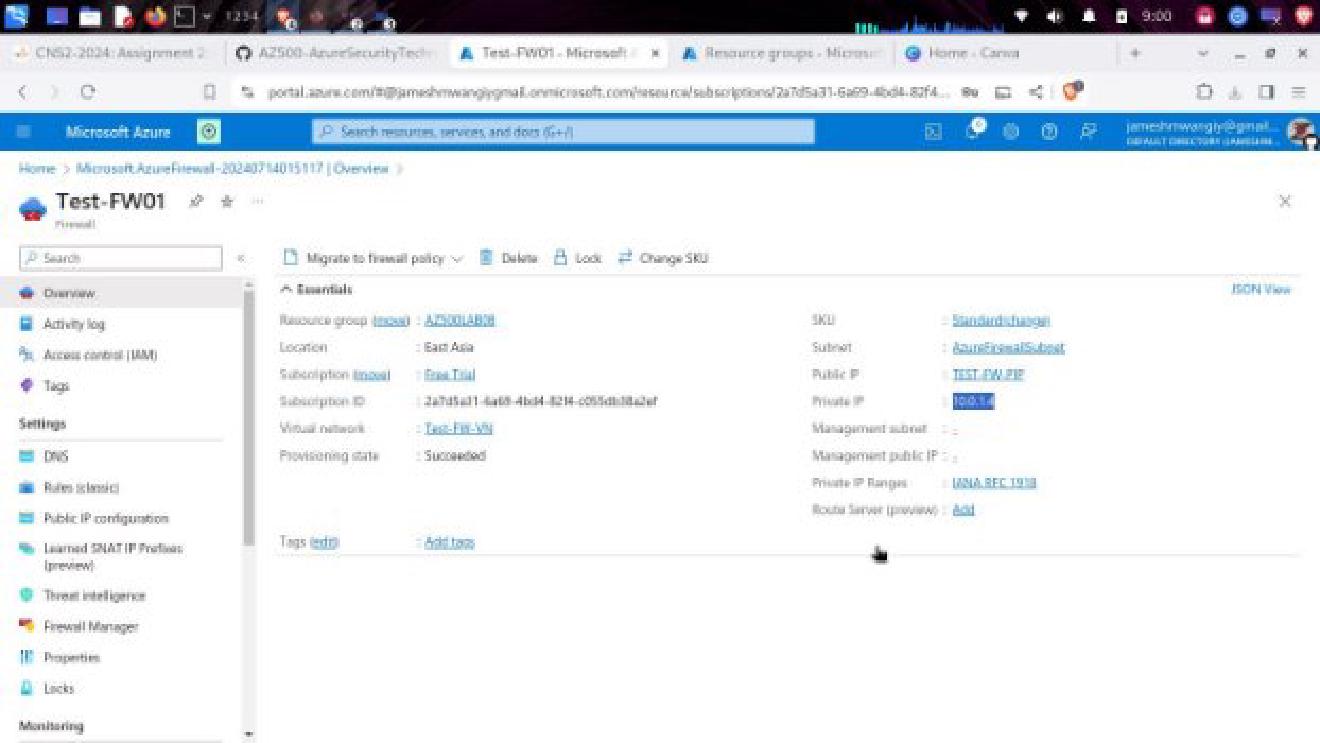 1 2 3 4
9:00
CNS2-2024: Assignment 2
AZ500-AzureSecurityTech
Test-FW01 - Microsoft
Resource groups - Micros
Home - Canva
portal.azure.com/#@jameshmwangiygmail.onmicrosoft.com/resource/subscriptions/2a7d5a31-6a69-4bd4-82f4...
Microsoft Azure
Search resources, services, and docs (G+/)
jameshmwangiy@gmail...
Home > Microsoft.AzureFirewall-20240714015117 | Overview >
Test-FW01
Firewall
Search
Migrate to firewall policy
Delete
Lock
Change SKU
Overview
Activity log
Access control (IAM)
Tags
Settings
DNS
Rules (classic)
Public IP configuration
Learned SNAT IP Prefixes
(preview)
Threat intelligence
Firewall Manager
Properties
Locks
Monitoring
Essentials
JSON View
Resource group (move) : AZ500LAB08
Location : East Asia
Subscription (move) : Free Trial
Subscription ID : 2a7d5a31-6a69-4bd4-82f4-c055db38a2ef
Virtual network : Test-FW-VN
Provisioning state : Succeeded
SKU : Standard(change)
Subnet : AzureFirewallSubnet
Public IP : TEST-FW-PIP
Private IP : 10.0.1.4
Management subnet : -
Management public IP : -
Private IP Ranges : IANA RFC 1918
Route Server (preview) : Add
Tags (edit) : Add tags